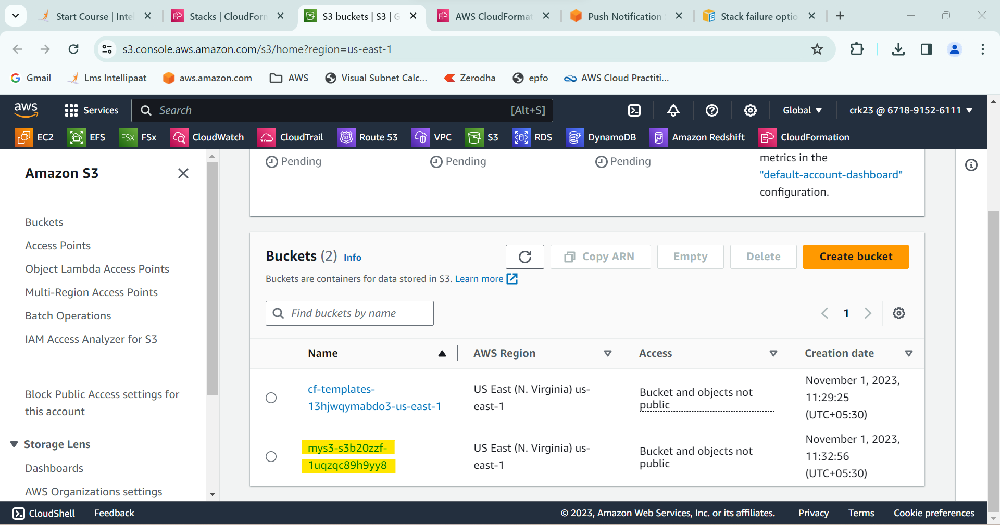 Start Course | Inte
Stacks | CloudForn
S3 buckets | S3 | G
AWS CloudFormat
Push Notification
Stack failure optio
s3.console.aws.amazon.com/s3/home?region=us-east-1
Gmail
Lms Intellipaat
aws.amazon.com
AWS
Visual Subnet Calc...
Zerodha
epfo
AWS Cloud Practiti...
aws
Services
Search
[Alt+S]
Global
crk23 @ 6718-9152-6111
EC2
EFS
FSx
FSx
CloudWatch
CloudTrail
53
Route 53
VPC
S3
RDS
DynamoDB
Amazon Redshift
CloudFormation
Amazon S3
Buckets
Access Points
Object Lambda Access Points
Multi-Region Access Points
Batch Operations
IAM Access Analyzer for S3
Block Public Access settings for
this account
Storage Lens
Dashboards
AWS Organizations settings
Pending
Pending
Pending
metrics in the
"default-account-dashboard"
configuration.
Buckets (2) Info
Copy ARN
Empty
Delete
Create bucket
Buckets are containers for data stored in S3. Learn more
Find buckets by name
1
Name
AWS Region
Access
Creation date
cf-templates-
13hjwqymabdo3-us-east-1
US East (N. Virginia) us-
east-1
Bucket and objects not
public
November 1, 2023,
11:29:25
(UTC+05:30)
mys3-s3b20zzf-
1uqzqc89h9yy8
US East (N. Virginia) us-
east-1
Bucket and objects not
public
November 1, 2023,
11:32:56
(UTC+05:30)
CloudShell
Feedback
© 2023, Amazon Web Services, Inc. or its affiliates.
Privacy
Terms
Cookie preferences